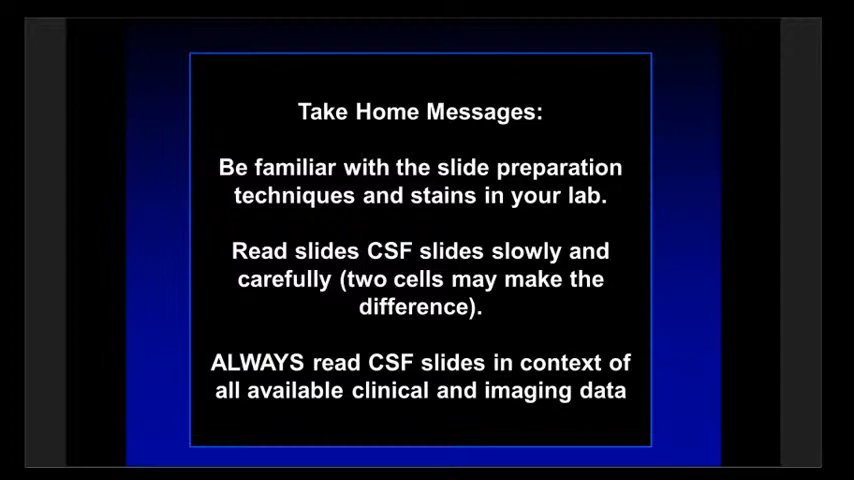 Take Home Messages:
Be familiar with the slide preparation
techniques and stains in your lab.
Read slides CSF slides slowly and
carefully (two cells may make the
difference).
ALWAYS read CSF slides in context of
all available clinical and imaging data